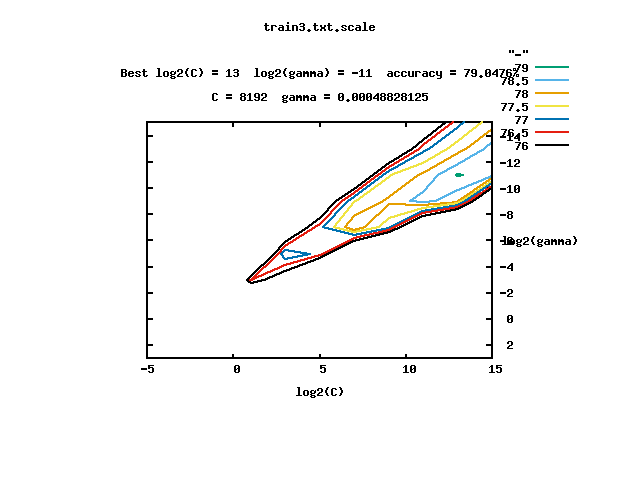 train3.txt.scale
"-"
Best log2(C) = 13 log2(gamma) = -11 accuracy = 79.0476%
C = 8192 gamma = 0.00048828125
79
78.5
78
77.5
77
76.5
76
-14
-12
-10
-8
-6
log2(gamma)
-4
-2
0
2
-5 0 5 10 15
log2(C)